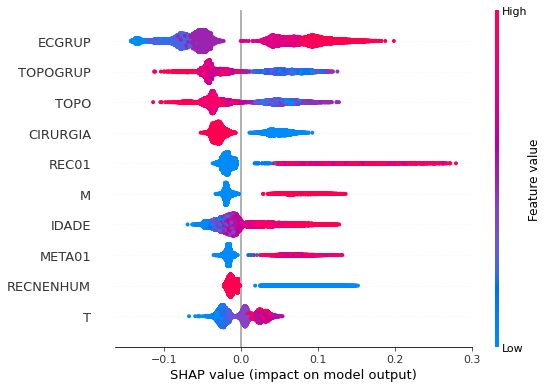 High
ECGRUP
TOPOGRUP
TOPO
CIRURGIA
REC01
M
IDADE
META01
RECNENHUM
T
Feature value
Low
−0.1 0.0 0.1 0.2 0.3
SHAP value (impact on model output)